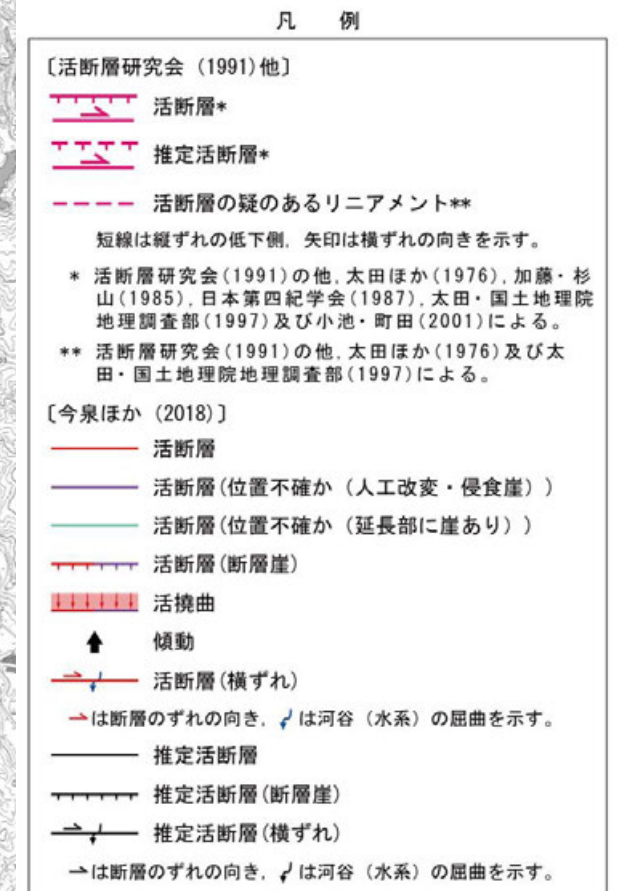 凡 例
〔活断層研究会 (1991)他〕
活断層*
推定活断層*
活断層の疑のあるリニアメント**
短線は縦ずれの低下側, 矢印は横ずれの向きを示す。
* 活断層研究会(1991)の他, 太田ほか(1976), 加藤・杉
山(1985), 日本第四紀学会(1987), 太田・国土地理院
地理調査部(1997)及び小池・町田(2001)による。
** 活断層研究会(1991)の他, 太田ほか(1976)及び太
田・国土地理院地理調査部(1997)による。
〔今泉ほか (2018)〕
活断層
活断層(位置不確か (人工改変・侵食崖))
活断層(位置不確か (延長部に崖あり))
活断層(断層崖)
活撓曲
傾動
活断層(横ずれ)
は断層のずれの向き, は河谷 (水系) の屈曲を示す。
推定活断層
推定活断層(断層崖)
推定活断層(横ずれ)
は断層のずれの向き, は河谷 (水系) の屈曲を示す。